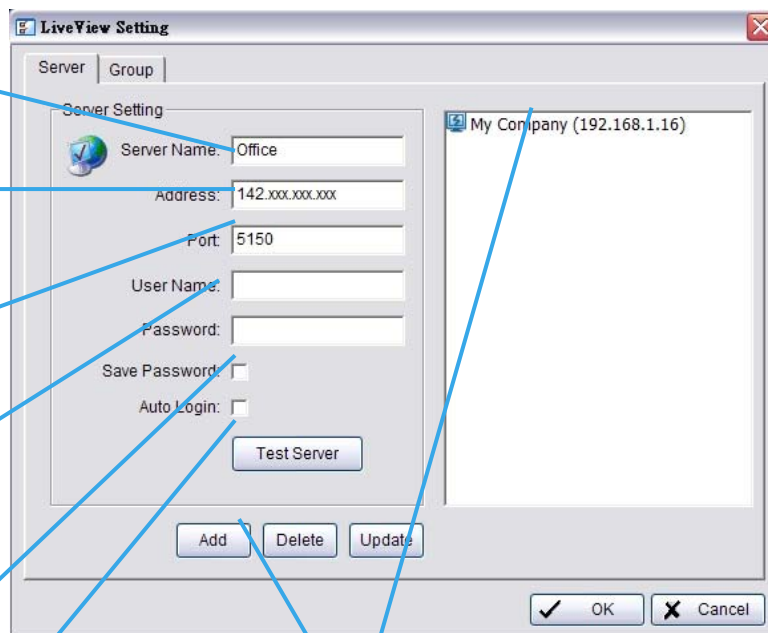 LiveView Setting
Server
Group
Server Setting
Server Name: Office
Address: 142.xxx.xxx.xxx
Port: 5150
User Name:
Password:
Save Password:
Auto Login:
Test Server
Add
Delete
Update
My Company (192.168.1.16)
OK
Cancel